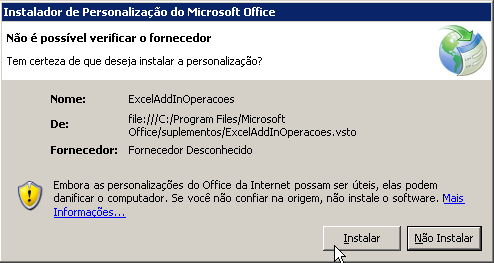 Instalador de Personalização do Microsoft Office
Não é possível verificar o fornecedor
Tem certeza de que deseja instalar a personalização?
Nome: ExcelAddInOperacoes
De: file:///C:/Program Files/Microsoft
Office/suplementos/ExcelAddInOperacoes.vsto
Fornecedor: Fornecedor Desconhecido
Embora as personalizações do Office da Internet possam ser úteis, elas podem
danificar o computador. Se você não confiar na origem, não instale o software. Mais
Informações...
Instalar Não Instalar